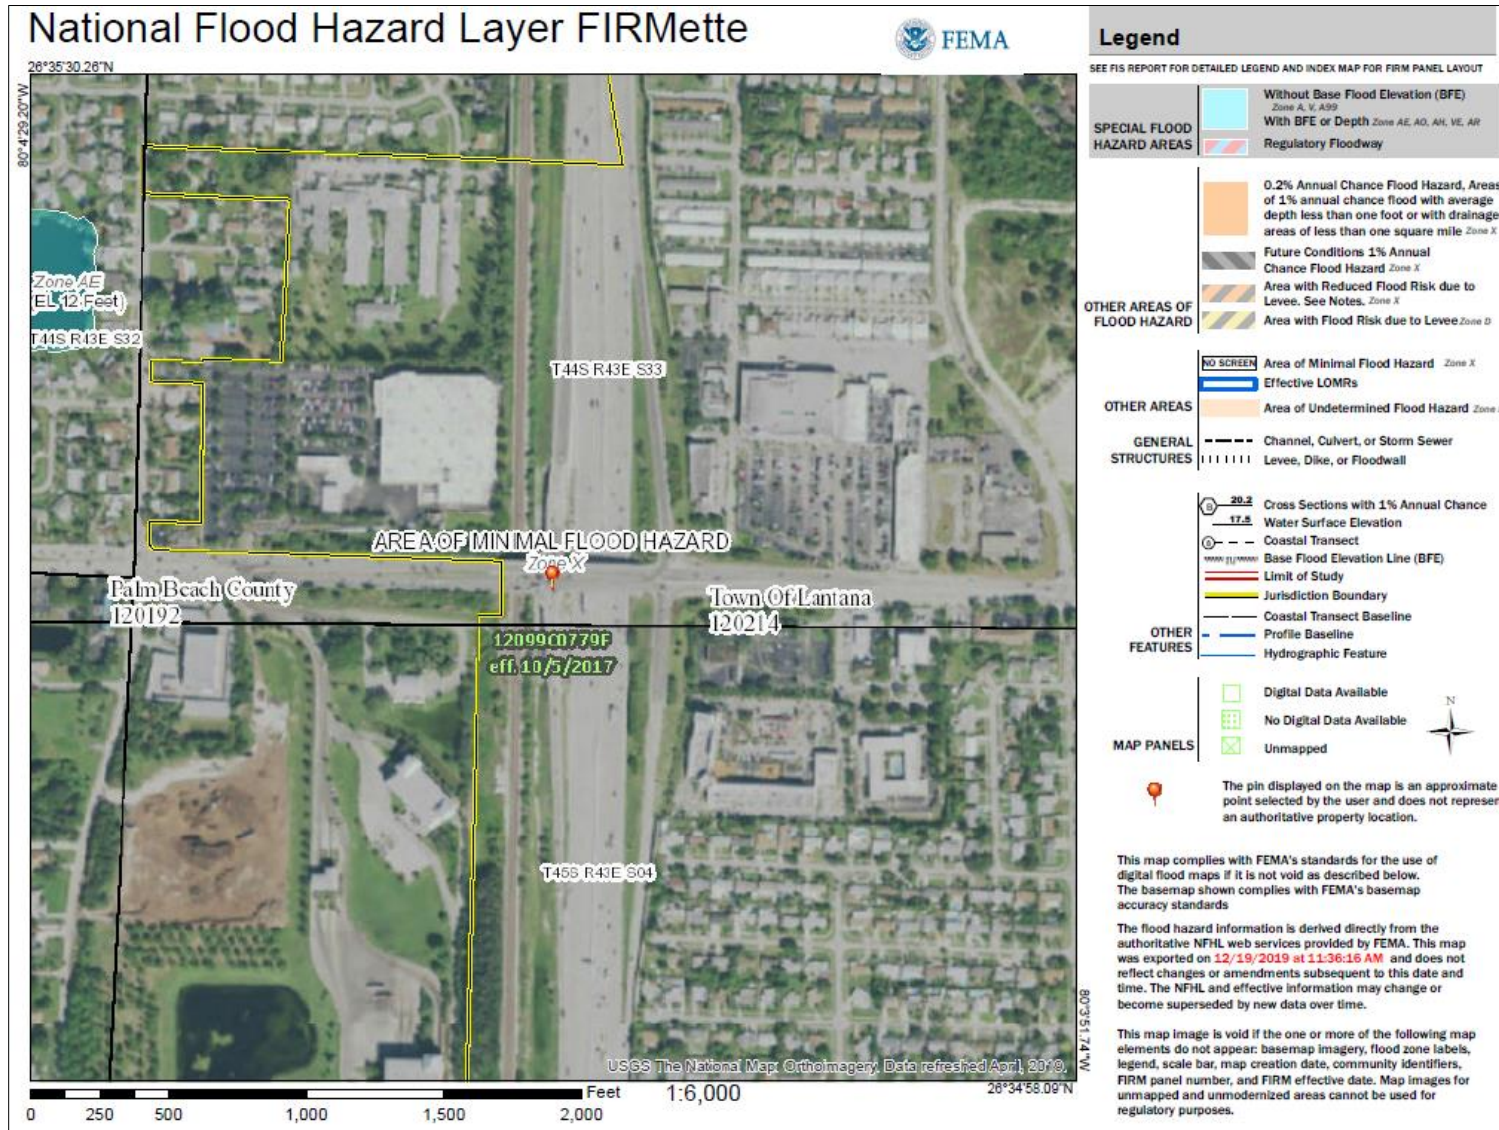 National Flood Hazard Layer FIRMette
FEMA
26°35'30.26"N
80°4'29.20"W
Zone AE
(EL 12 Feet)
T44S R43E S32
T44S R43E S33
AREA OF MINIMAL FLOOD HAZARD
Zone X
Palm Beach County
120192
Town Of Lantana
120214
12099C0779F
eff. 10/5/2017
T45S R43E S04
USGS The National Map: Orthoimagery. Data refreshed April, 2019.
80°3'51.74"W
26°34'58.09"N
Feet
1:6,000
0 250 500 1,000 1,500 2,000
Legend
SEE FIS REPORT FOR DETAILED LEGEND AND INDEX MAP FOR FIRM PANEL LAYOUT
SPECIAL FLOOD
HAZARD AREAS
Without Base Flood Elevation (BFE)
Zone A, V, A99
With BFE or Depth Zone AE, AO, AH, VE, AR
Regulatory Floodway
0.2% Annual Chance Flood Hazard, Areas
of 1% annual chance flood with average
depth less than one foot or with drainage
areas of less than one square mile Zone X
Future Conditions 1% Annual
Chance Flood Hazard Zone X
OTHER AREAS OF
FLOOD HAZARD
Area with Reduced Flood Risk due to
Levee. See Notes. Zone X
Area with Flood Risk due to Levee Zone D
NO SCREEN Area of Minimal Flood Hazard Zone X
Effective LOMRs
OTHER AREAS
Area of Undetermined Flood Hazard Zone
GENERAL
STRUCTURES
Channel, Culvert, or Storm Sewer
Levee, Dike, or Floodwall
B 20.2 Cross Sections with 1% Annual Chance
17.5 Water Surface Elevation
8 Coastal Transect
513 Base Flood Elevation Line (BFE)
Limit of Study
Jurisdiction Boundary
Coastal Transect Baseline
OTHER
FEATURES
Profile Baseline
Hydrographic Feature
MAP PANELS
Digital Data Available
No Digital Data Available
Unmapped
N
The pin displayed on the map is an approximate
point selected by the user and does not represen
an authoritative property location.
This map complies with FEMA's standards for the use of
digital flood maps if it is not void as described below.
The basemap shown complies with FEMA's basemap
accuracy standards
The flood hazard information is derived directly from the
authoritative NFHL web services provided by FEMA. This map
was exported on 12/19/2019 at 11:36:16 AM and does not
reflect changes or amendments subsequent to this date and
time. The NFHL and effective information may change or
become superseded by new data over time.
This map image is void if the one or more of the following map
elements do not appear: basemap imagery, flood zone labels,
legend, scale bar, map creation date, community identifiers,
FIRM panel number, and FIRM effective date. Map images for
unmapped and unmodernized areas cannot be used for
regulatory purposes.